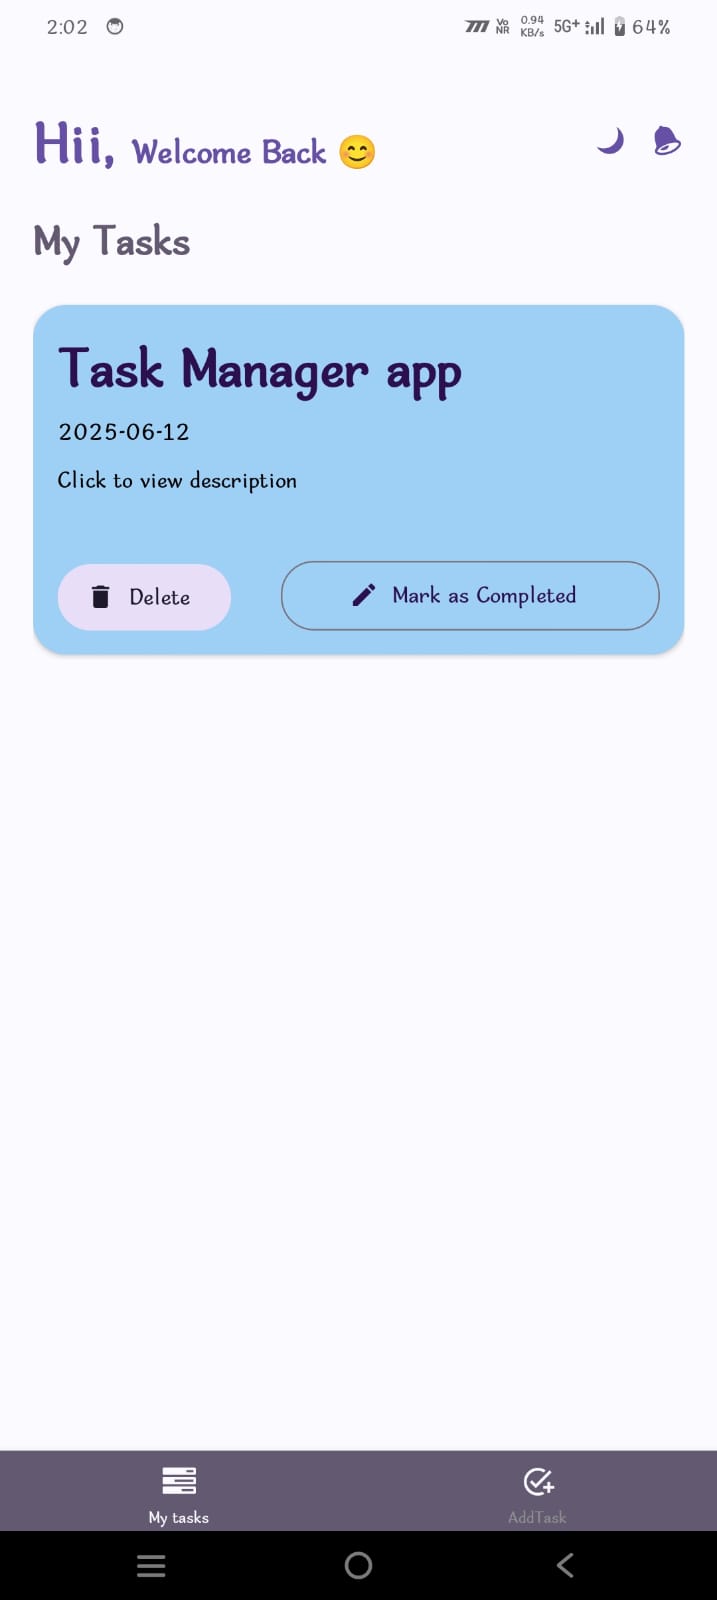 2:02 Vo NR 0.94 KB/s 5G+ 64%
Hii, Welcome Back 😊
My Tasks
Task Manager app
2025-06-12
Click to view description
Delete Mark as Completed
My tasks AddTask